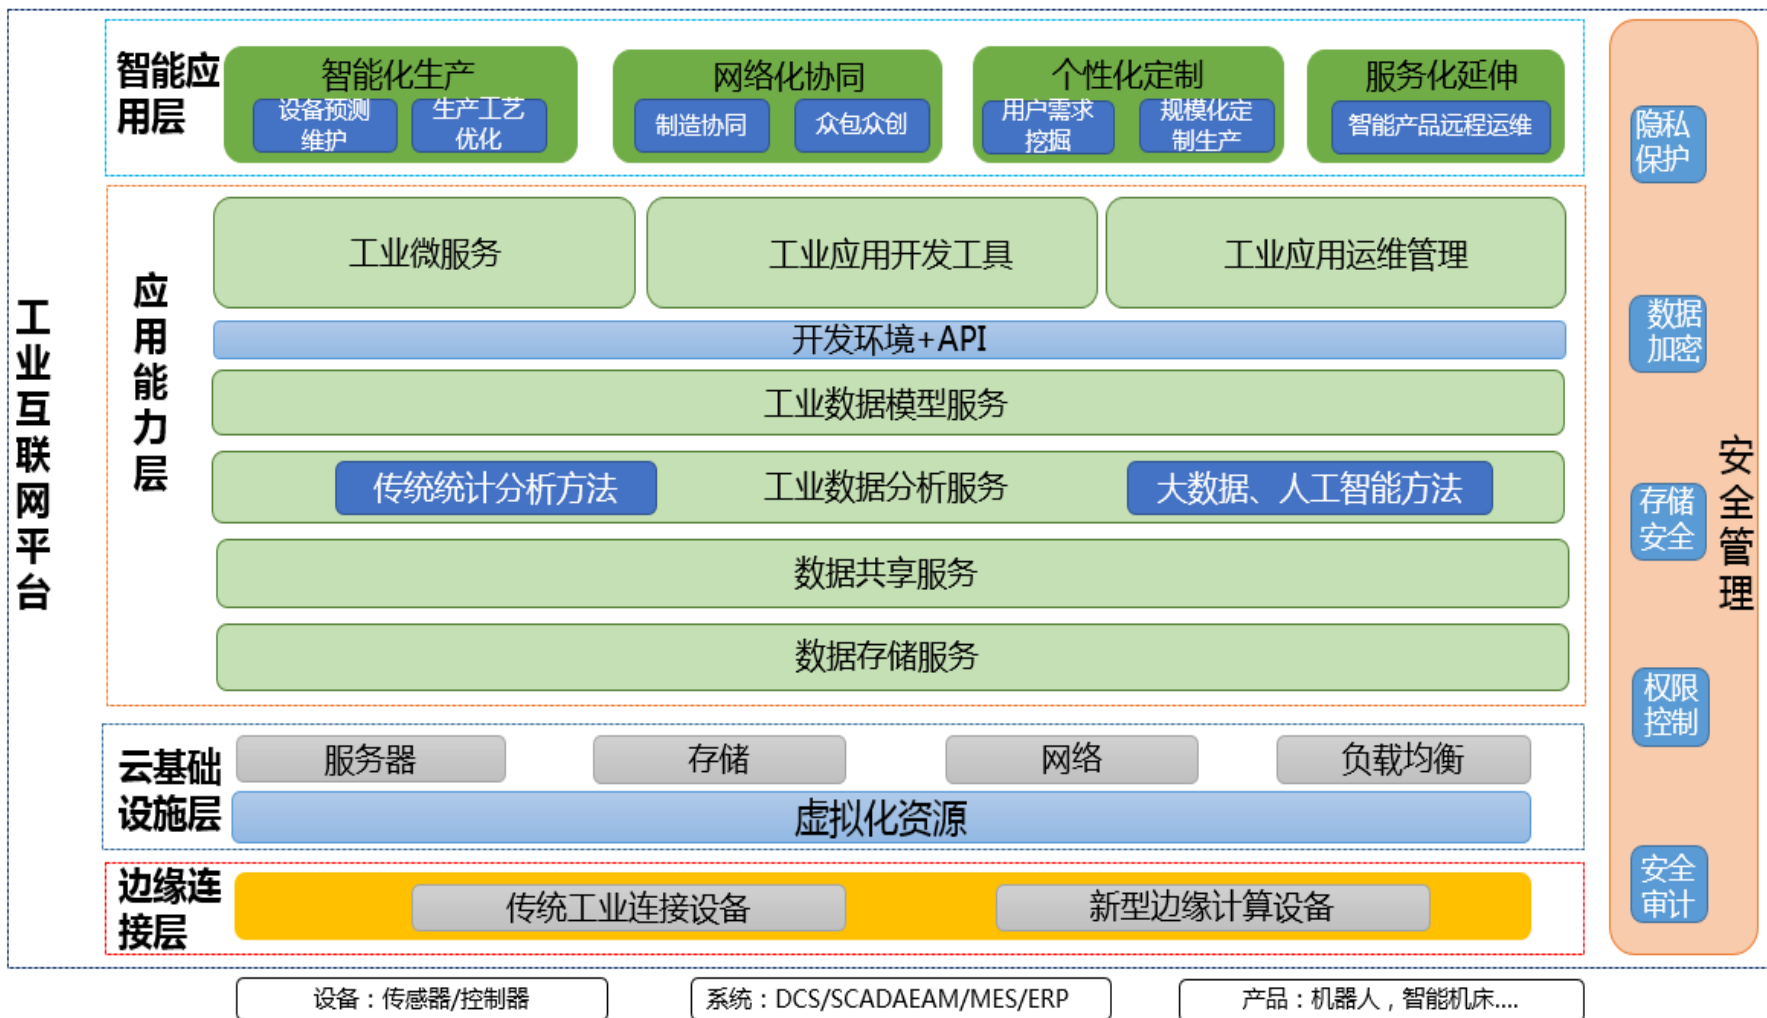 工业互联网平台
智能应
用层
智能化生产
设备预测
维护
生产工艺
优化
网络化协同
制造协同
众包众创
个性化定制
用户需求
挖掘
规模化定
制生产
服务化延伸
智能产品远程运维
应用能力层
工业微服务
工业应用开发工具
工业应用运维管理
开发环境+API
工业数据模型服务
传统统计分析方法
工业数据分析服务
大数据、人工智能方法
数据共享服务
数据存储服务
云基础
设施层
服务器
存储
网络
负载均衡
虚拟化资源
边缘连
接层
传统工业连接设备
新型边缘计算设备
安全管理
隐私
保护
数据
加密
存储
安全
权限
控制
安全
审计
设备：传感器/控制器
系统：DCS/SCADAEAM/MES/ERP
产品：机器人，智能机床....